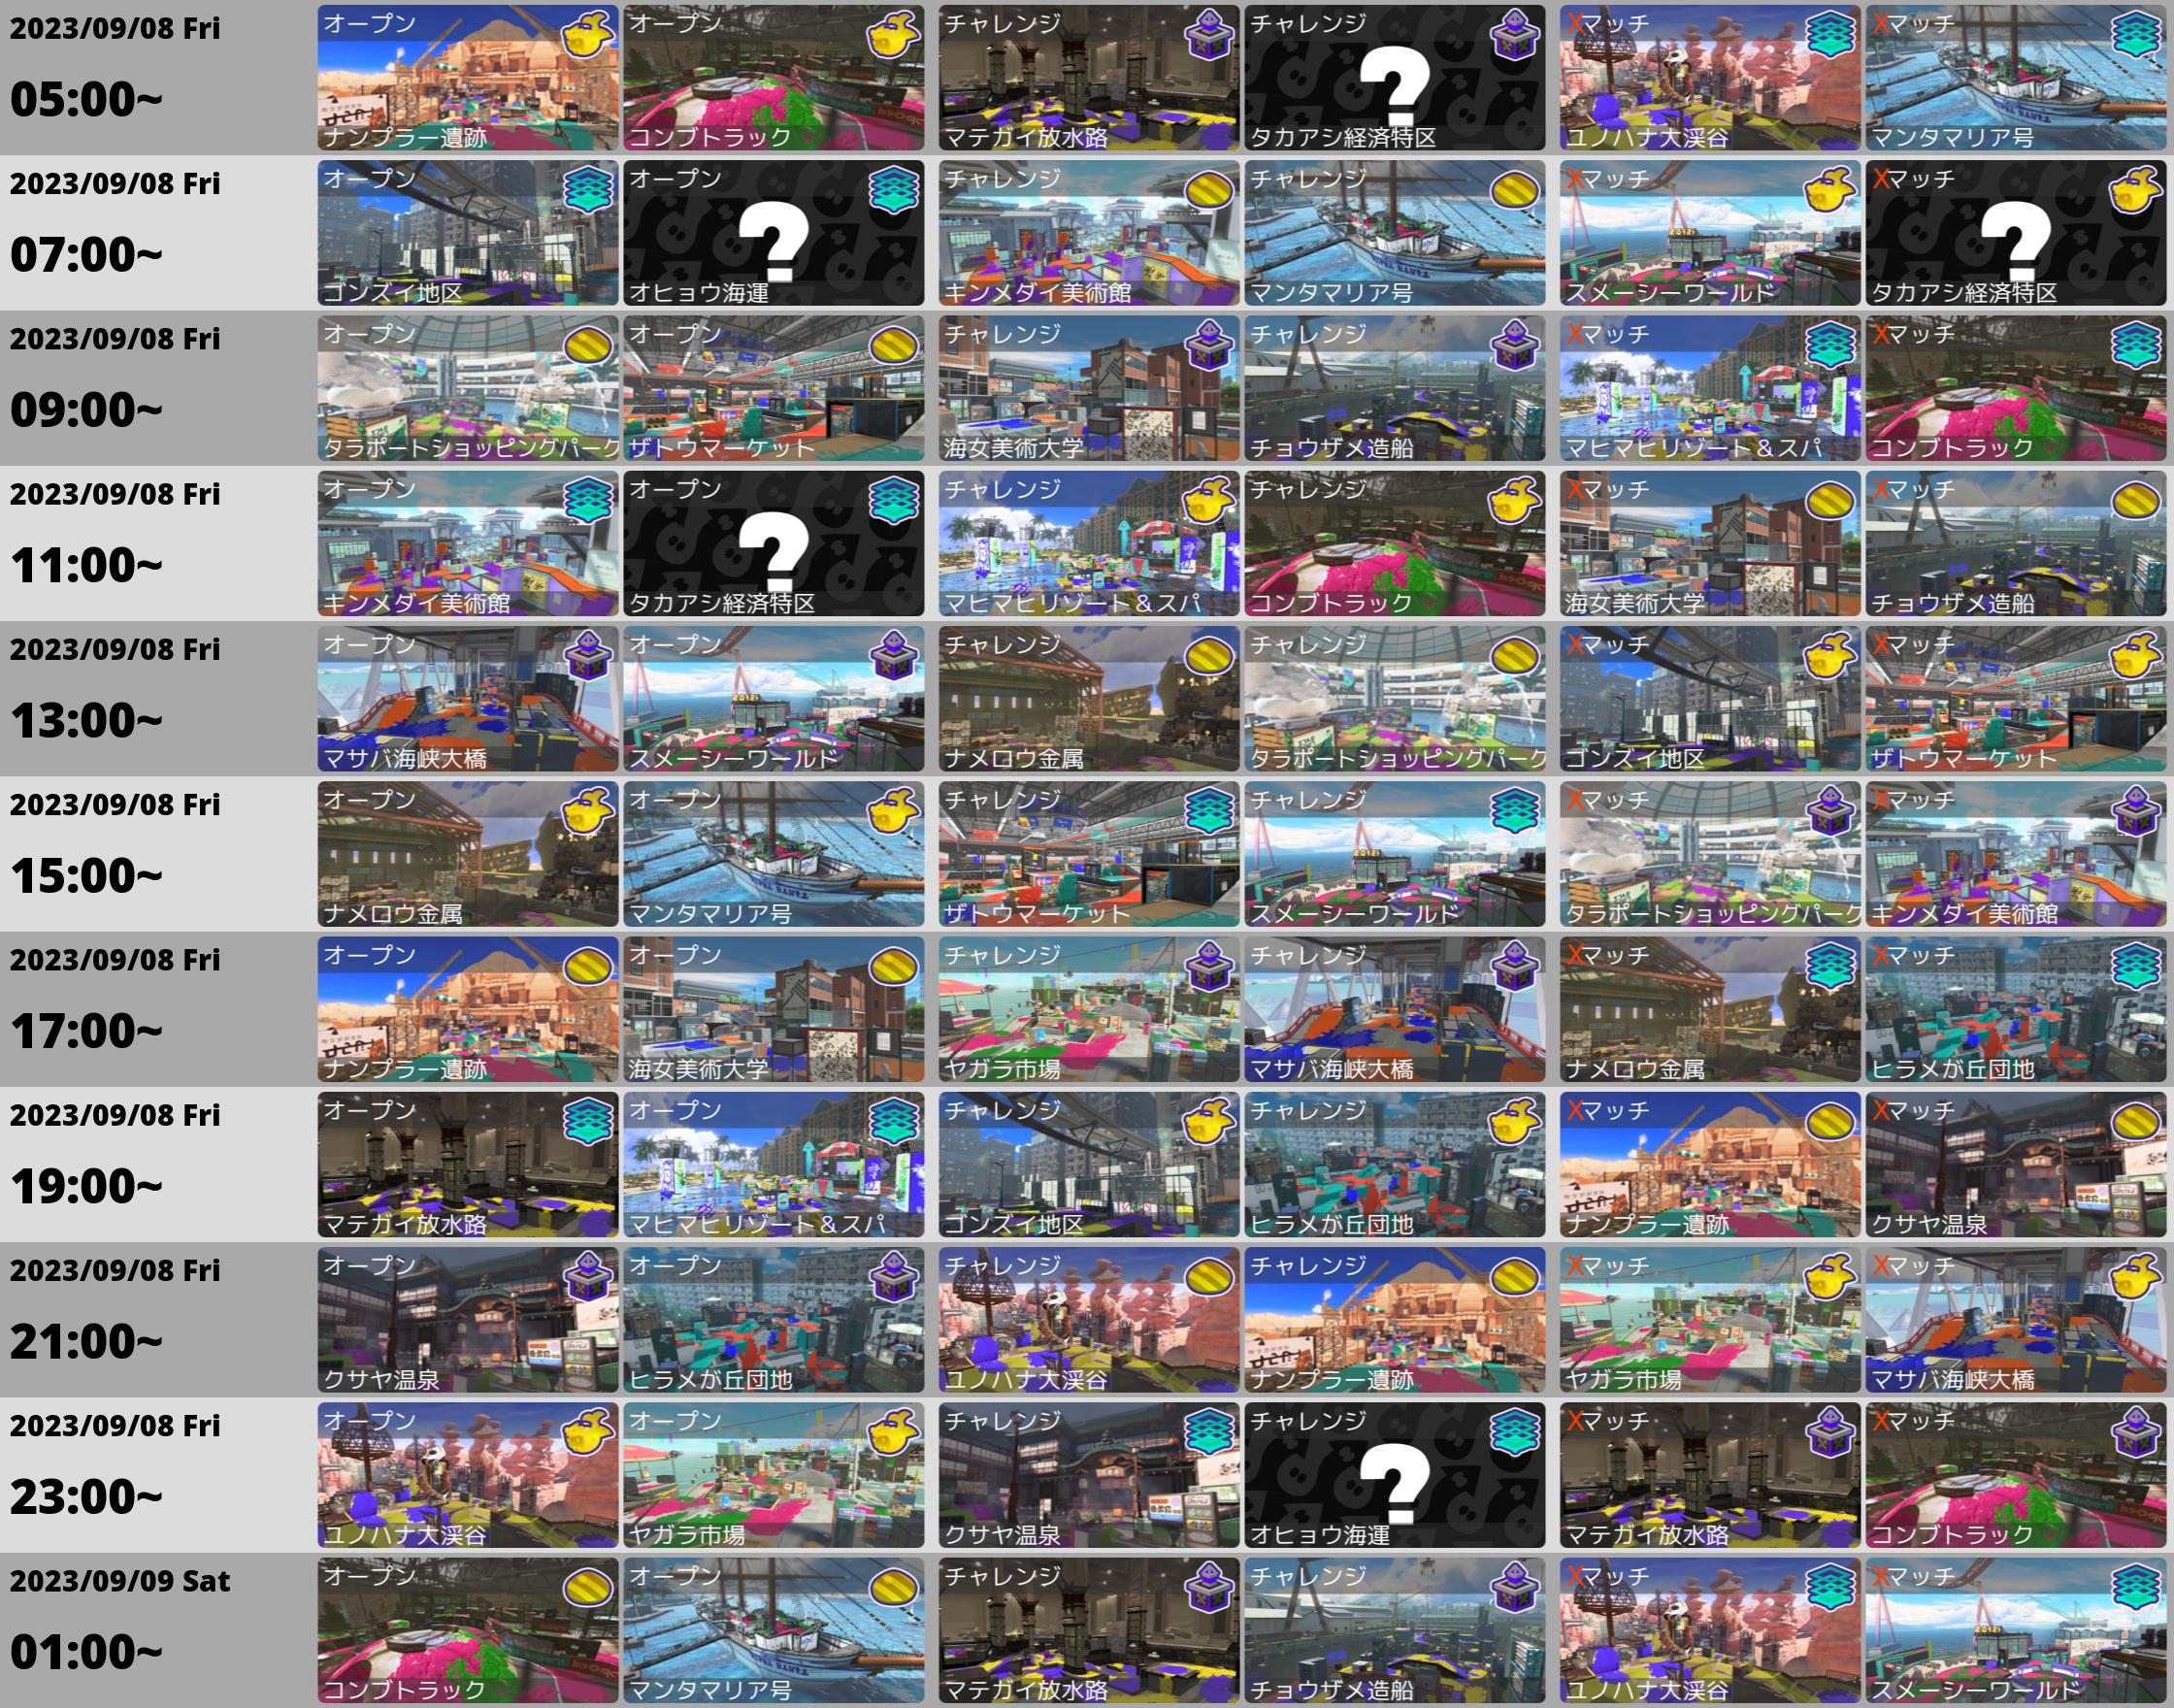 2023/09/08 Fri
05:00~
オープン
ナンプラー遺跡
オープン
コンブトラック
チャレンジ
マテガイ放水路
チャレンジ
?
タカアシ経済特区
Xマッチ
ユノハナ大渓谷
Xマッチ
マンタマリア号
2023/09/08 Fri
07:00~
オープン
ゴンズイ地区
オープン
?
オヒョウ海運
チャレンジ
キンメダイ美術館
チャレンジ
マンタマリア号
Xマッチ
スメーシーワールド
Xマッチ
?
タカアシ経済特区
2023/09/08 Fri
09:00~
オープン
タラポートショッピングパーク
オープン
ザトウマーケット
チャレンジ
海女美術大学
チャレンジ
チョウザメ造船
Xマッチ
マヒマヒリゾート&スパ
Xマッチ
コンブトラック
2023/09/08 Fri
11:00~
オープン
キンメダイ美術館
オープン
?
タカアシ経済特区
チャレンジ
マヒマヒリゾート&スパ
チャレンジ
コンブトラック
Xマッチ
海女美術大学
Xマッチ
チョウザメ造船
2023/09/08 Fri
13:00~
オープン
マサバ海峡大橋
オープン
スメーシーワールド
チャレンジ
ナメロウ金属
チャレンジ
タラポートショッピングパーク
Xマッチ
ゴンズイ地区
Xマッチ
ザトウマーケット
2023/09/08 Fri
15:00~
オープン
ナメロウ金属
オープン
マンタマリア号
チャレンジ
ザトウマーケット
チャレンジ
スメーシーワールド
Xマッチ
タラポートショッピングパーク
Xマッチ
キンメダイ美術館
2023/09/08 Fri
17:00~
オープン
ナンプラー遺跡
オープン
海女美術大学
チャレンジ
ヤガラ市場
チャレンジ
マサバ海峡大橋
Xマッチ
ナメロウ金属
Xマッチ
ヒラメが丘団地
2023/09/08 Fri
19:00~
オープン
マテガイ放水路
オープン
マヒマヒリゾート&スパ
チャレンジ
ゴンズイ地区
チャレンジ
ヒラメが丘団地
Xマッチ
ナンプラー遺跡
Xマッチ
クサヤ温泉
2023/09/08 Fri
21:00~
オープン
クサヤ温泉
オープン
ヒラメが丘団地
チャレンジ
ユノハナ大渓谷
チャレンジ
ナンプラー遺跡
Xマッチ
ヤガラ市場
Xマッチ
マサバ海峡大橋
2023/09/08 Fri
23:00~
オープン
ユノハナ大渓谷
オープン
ヤガラ市場
チャレンジ
クサヤ温泉
チャレンジ
?
オヒョウ海運
Xマッチ
マテガイ放水路
Xマッチ
コンブトラック
2023/09/09 Sat
01:00~
オープン
コンブトラック
オープン
マンタマリア号
チャレンジ
マテガイ放水路
チャレンジ
チョウザメ造船
Xマッチ
ユノハナ大渓谷
Xマッチ
スメーシーワールド